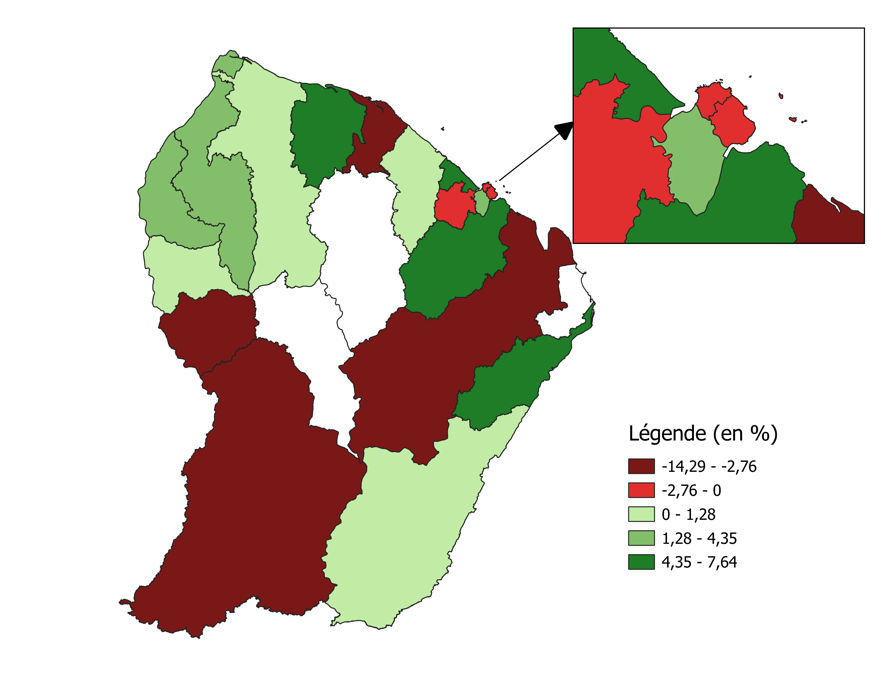 Légende (en %)
-14,29 - -2,76
-2,76 - 0
0 - 1,28
1,28 - 4,35
4,35 - 7,64